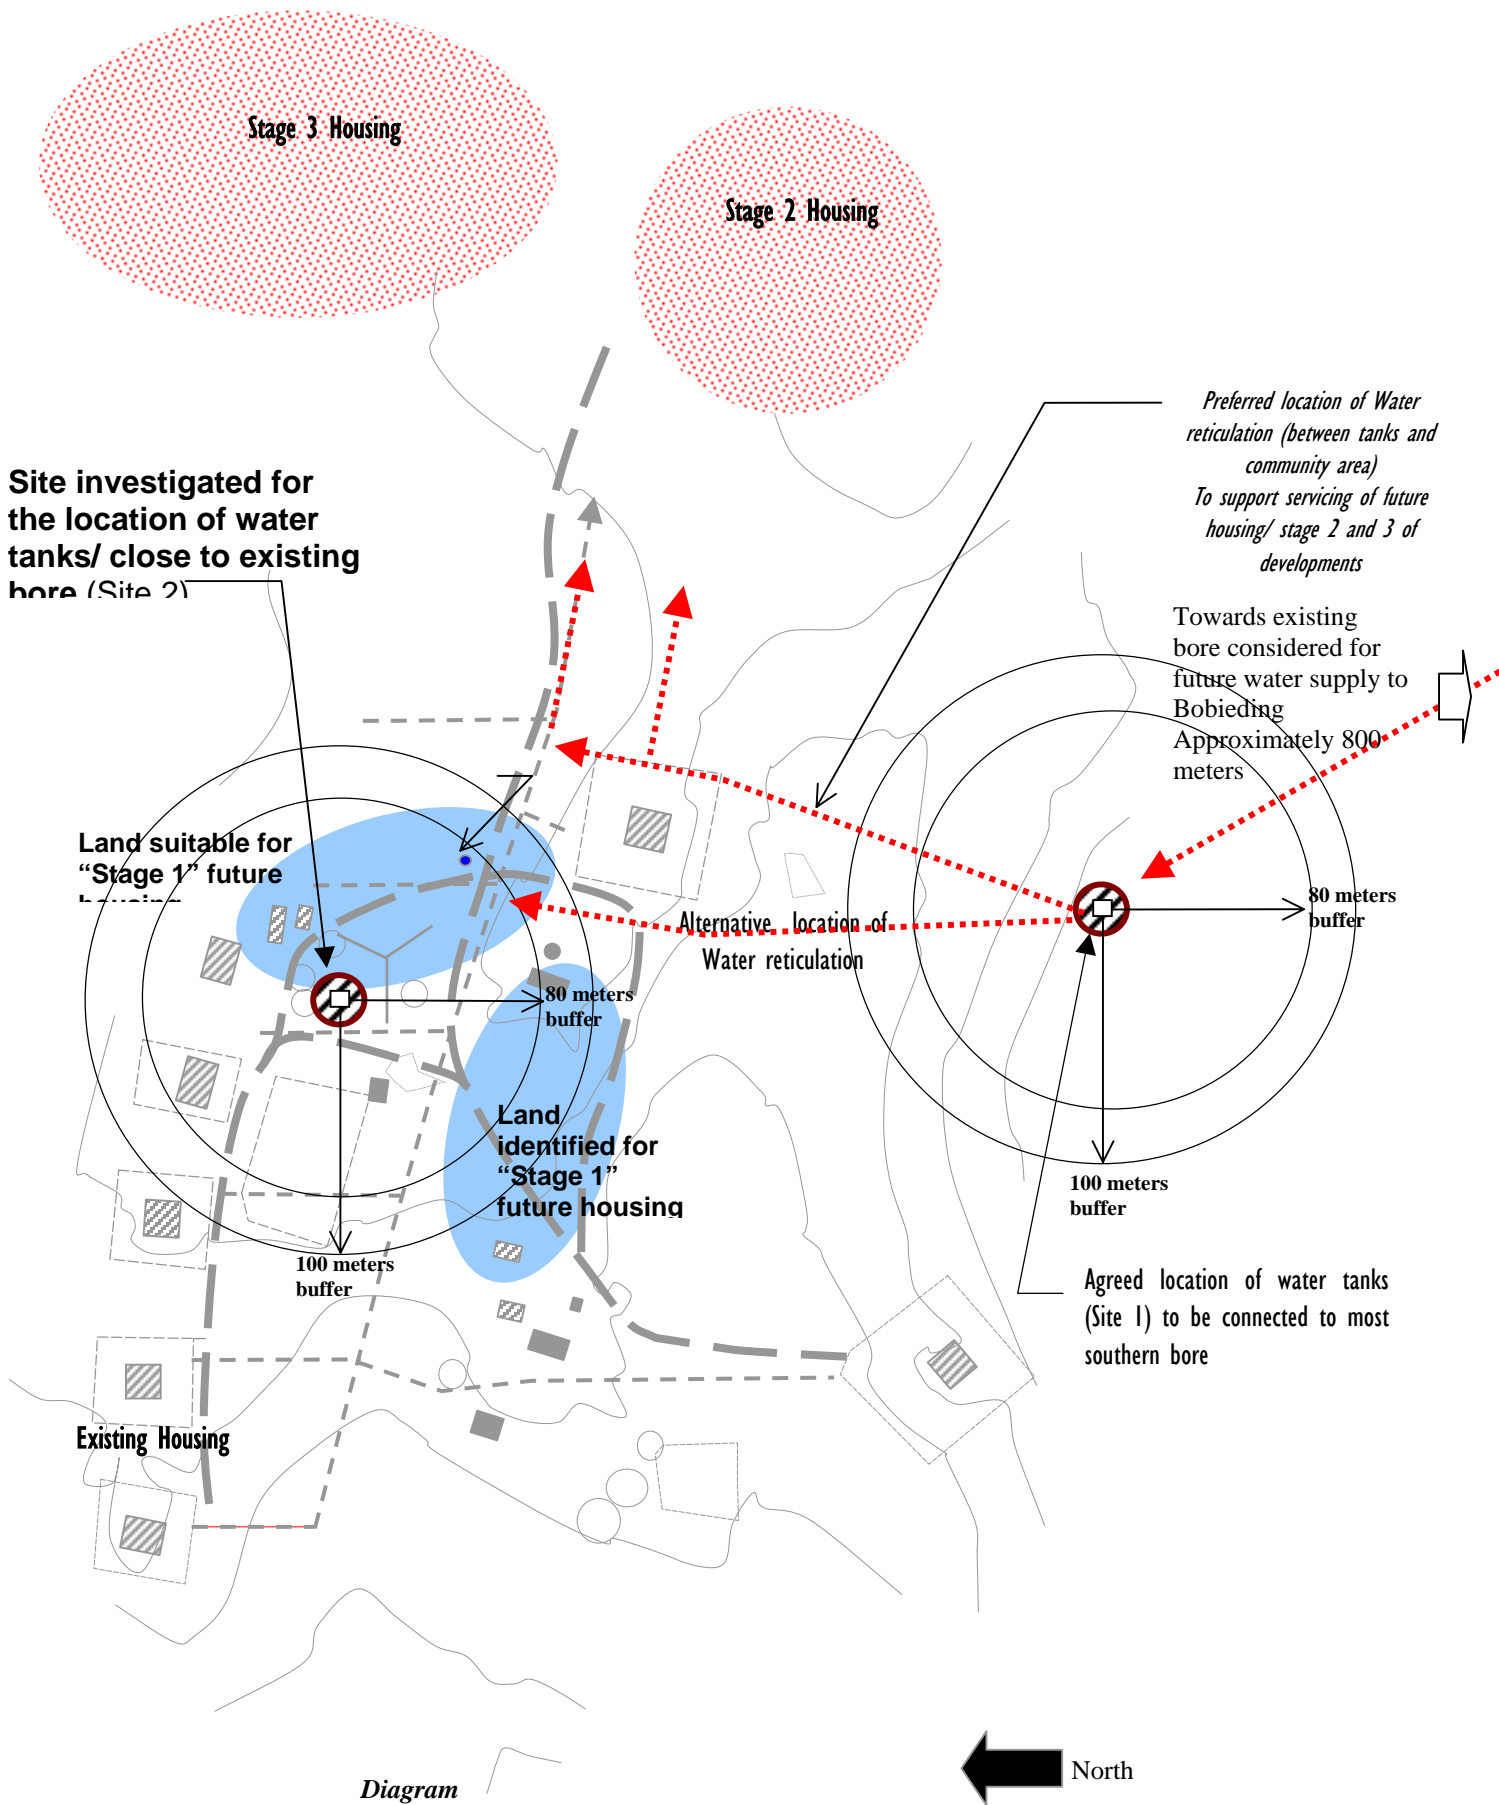 Stage 3 Housing
Stage 2 Housing
Preferred location of Water
reticulation (between tanks and
community area)
To support servicing of future
housing/ stage 2 and 3 of
developments
Site investigated for
the location of water
tanks/ close to existing
bore (Site 2)
Towards existing
bore considered for
future water supply to
Bobieding
Approximately 800
meters
Land suitable for
“Stage 1” future
housing
80 meters
buffer
Alternative location of
Water reticulation
80 meters
buffer
Land
identified for
“Stage 1”
future housing
100 meters
buffer
100 meters
buffer
Agreed location of water tanks
(Site 1) to be connected to most
southern bore
Existing Housing
North
Diagram